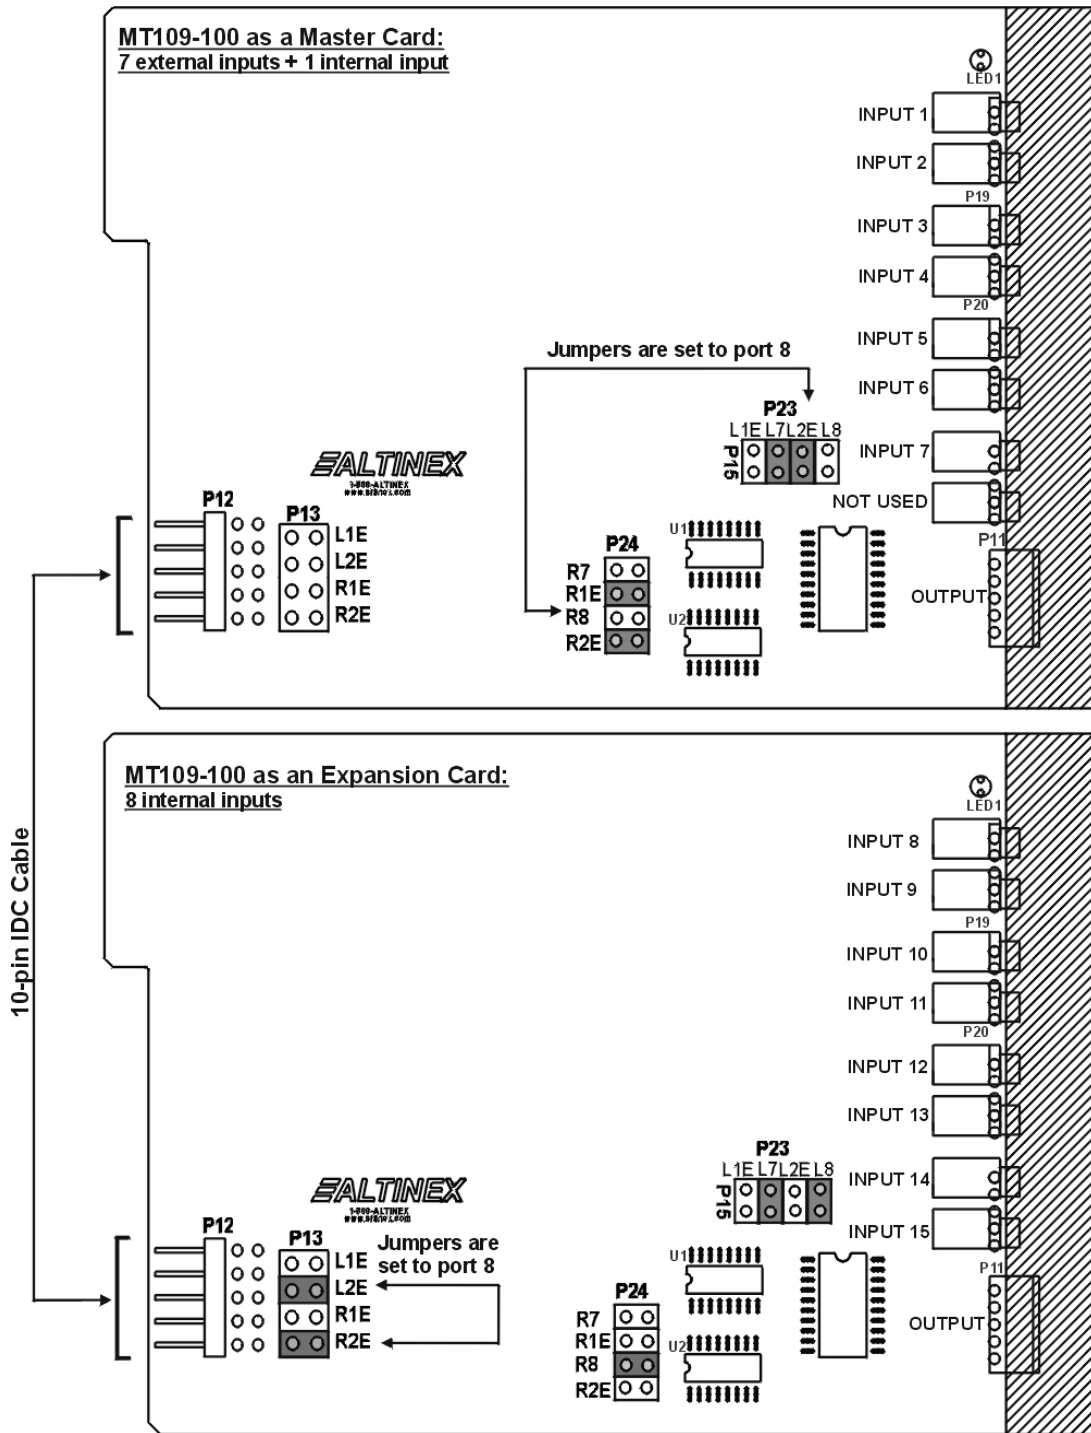 MT109-100 as a Master Card:
7 external inputs + 1 internal input
LED1
INPUT 1
INPUT 2
P19
INPUT 3
INPUT 4
P20
INPUT 5
Jumpers are set to port 8
INPUT 6
P23
L1E L7 L2E L8
P15
INPUT 7
ALTINEX
1-800-ALTINEX
NOT USED
P12
P13
L1E
L2E
R1E
R2E
P24
R7
R1E
R8
R2E
U1
U2
P11
OUTPUT
10-pin IDC Cable
MT109-100 as an Expansion Card:
8 internal inputs
LED1
INPUT 8
INPUT 9
P19
INPUT 10
INPUT 11
P20
INPUT 12
INPUT 13
P23
L1E L7 L2E L8
P15
INPUT 14
ALTINEX
1-800-ALTINEX
INPUT 15
P12
P13
L1E
L2E
R1E
R2E
Jumpers are
set to port 8
P24
R7
R1E
R8
R2E
U1
U2
P11
OUTPUT